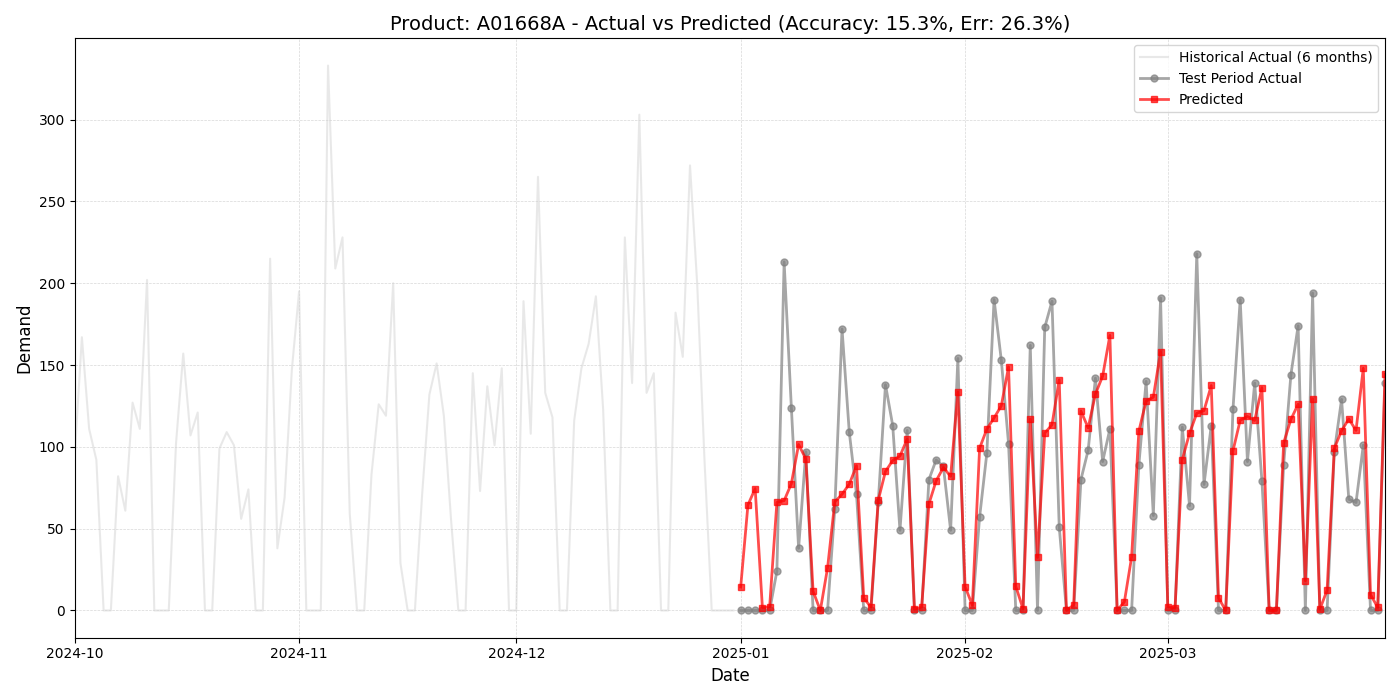 Product: A01668A - Actual vs Predicted (Accuracy: 15.3%, Err: 26.3%)
Historical Actual (6 months)
Test Period Actual
Predicted
Demand
300
250
200
150
100
50
0
2024-10
2024-11
2024-12
2025-01
2025-02
2025-03
Date